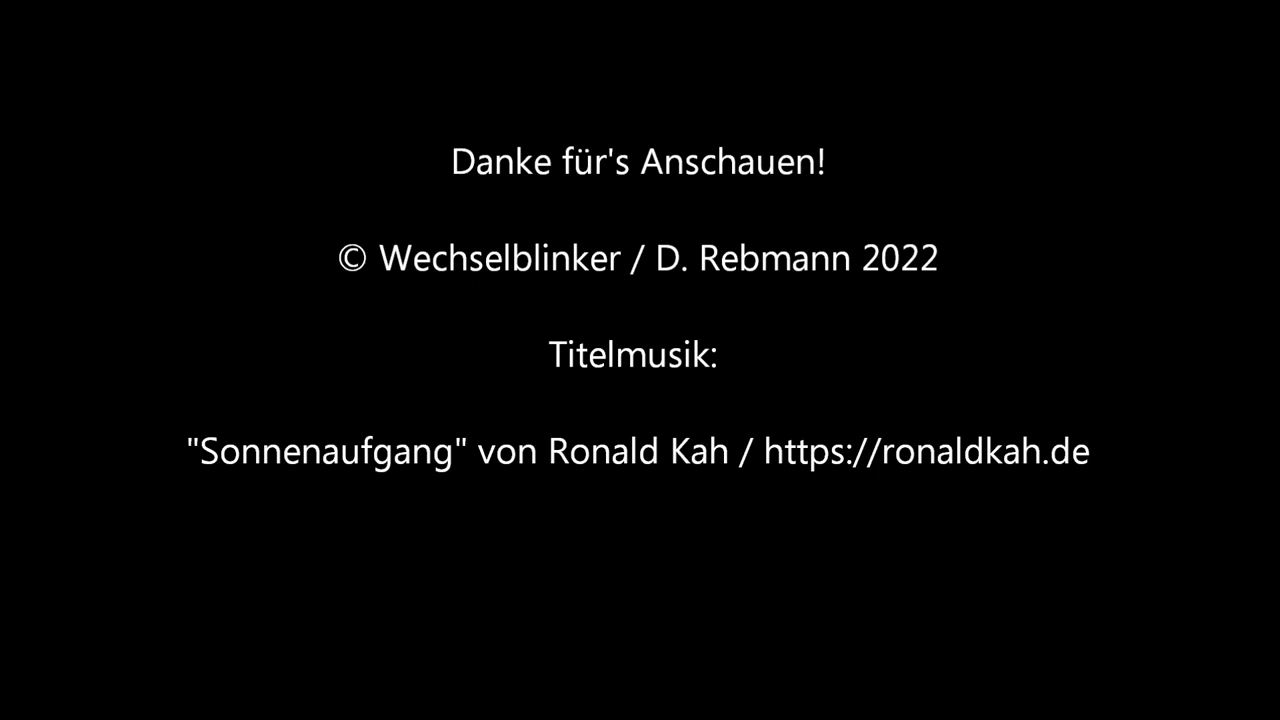 Danke für's Anschauen!
© Wechselblinker / D. Rebmann 2022
Titelmusik:
"Sonnenaufgang" von Ronald Kah / https://ronaldkah.de